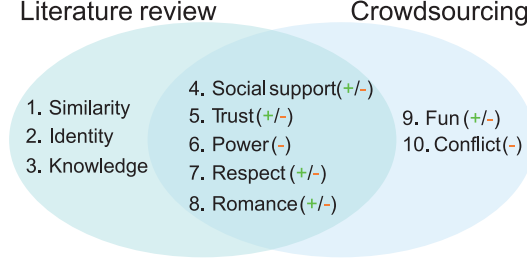 Literature review
Crowdsourcing
1. Similarity
2. Identity
3. Knowledge
4. Social support(+/-)
5. Trust(+/-)
6. Power(-)
7. Respect (+/-)
8. Romance(+/-)
9. Fun (+/-)
10. Conflict(-)